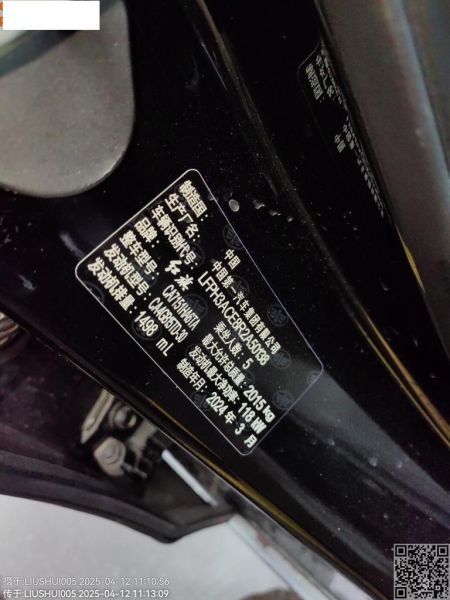 制造国： 中国
生产厂名： 中国第一汽车集团有限公司
车辆识别代号： LFPH3ACE8R2A50139
品牌： 红旗 乘坐人数： 5
整车型号： 最大允许总质量： 2015 kg
发动机型号： 发动机最大净功率： 118 kW
发动机排量： 1498 mL 制造年月： 2024 年 3 月
LIUSHUI005 2025-04-12 11:10:56
传于:LIUSHUI005 2025-04-12 11:13:09